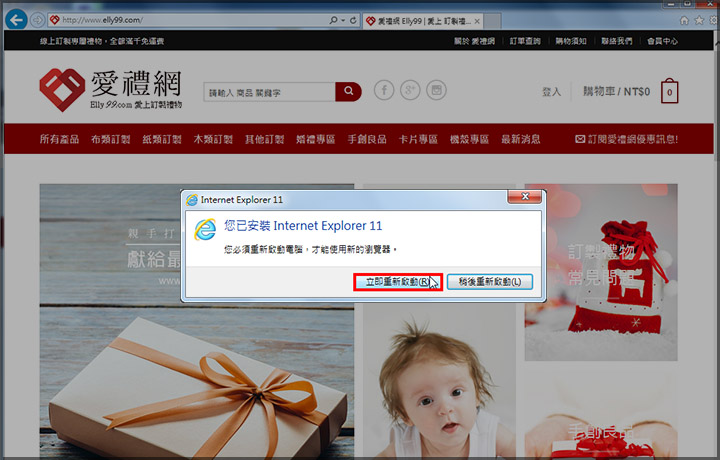 http://www.elly99.com/
愛禮網 Elly99 | 愛上 訂製禮...
線上訂製專屬禮物，全館滿千免運費
關於 愛禮網 訂單查詢 購物須知 聯絡我們 會員中心
愛禮網
Elly99.com 愛上訂製禮物
請輸入 商品 關鍵字
登入 購物車 / NT$0 0
所有產品 布類訂製 紙類訂製 木類訂製 其他訂製 婚禮專區 手創良品 卡片專區 機殼專區 最新消息 訂閱愛禮網優惠訊息!
Internet Explorer 11
您已安裝 Internet Explorer 11
您必須重新啟動電腦，才能使用新的瀏覽器。
立即重新啟動(R) 稍後重新啟動(L)
親手打
獻給最
www.
訂製禮物
常見問題
手創良品